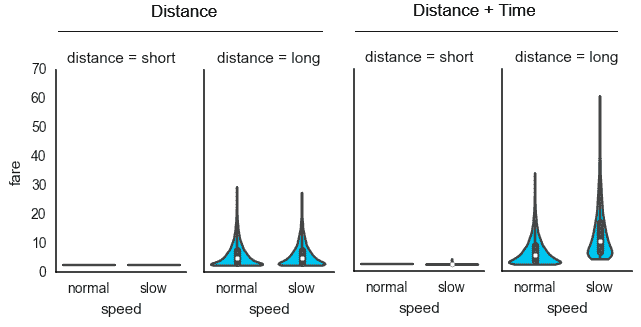 Distance
Distance + Time
distance = short
distance = long
distance = short
distance = long
70
60
50
40
30
20
10
0
fare
normal slow
normal slow
normal slow
normal slow
speed
speed
speed
speed